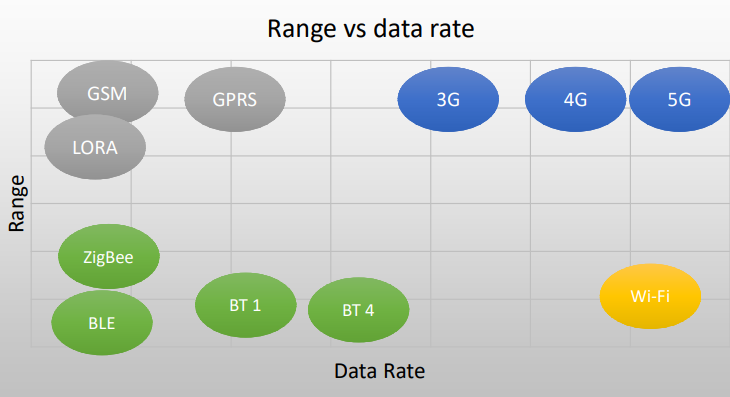 Range vs data rate
GSM
GPRS
3G
4G
5G
LORA
Range
ZigBee
BLE
BT 1
BT 4
Wi-Fi
Data Rate